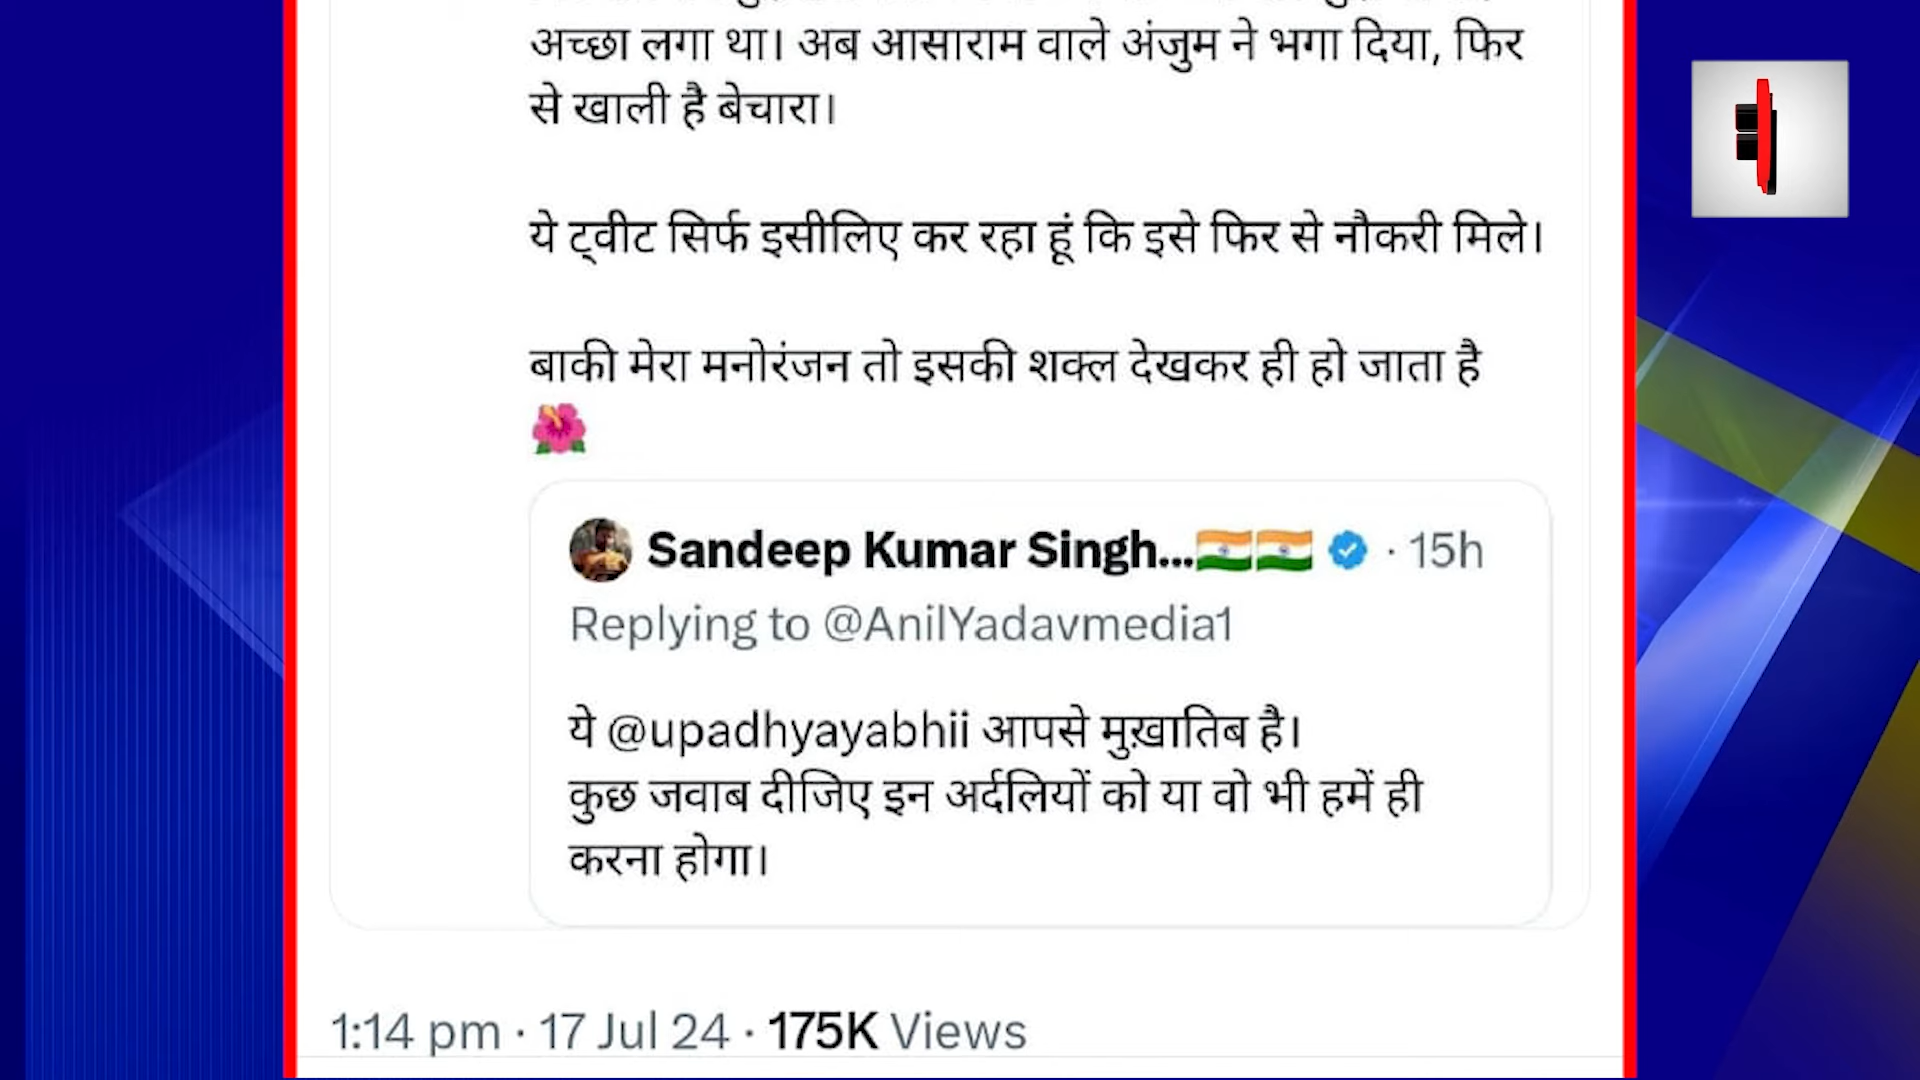 अच्छा लगा था। अब आसाराम वाले अंजुम ने भगा दिया, फिर
से खाली है बेचारा।
ये ट्वीट सिर्फ इसीलिए कर रहा हूं कि इसे फिर से नौकरी मिले।
बाकी मेरा मनोरंजन तो इसकी शक्ल देखकर ही हो जाता है
🌺
Sandeep Kumar Singh...🇮🇳🇮🇳 · 15h
Replying to @AnilYadavmedia1
ये @upadhyayabhii आपसे मुख़ातिब है।
कुछ जवाब दीजिए इन अर्दलियों को या वो भी हमें ही
करना होगा।
1:14 pm · 17 Jul 24 · 175K Views